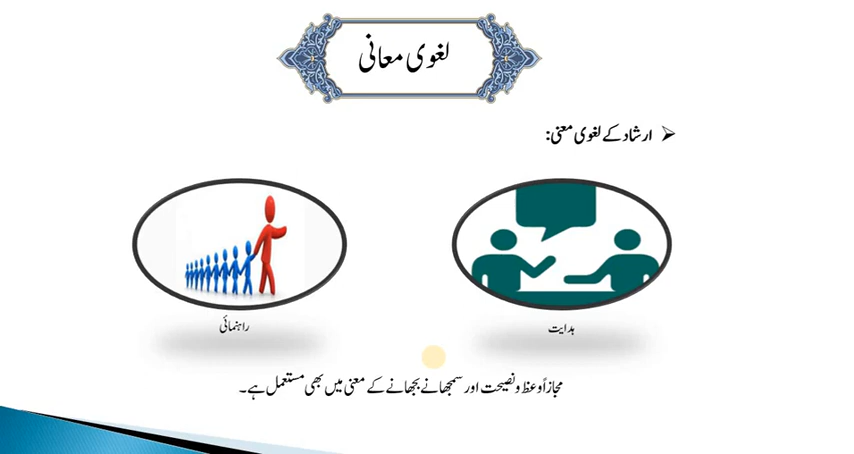 لغوی معانی
ارشاد کے لغوی معنی:
ہدایت
راہنمائی
مجازاً وعظ و نصیحت اور سمجھانے بجھانے کے معنی میں بھی مستعمل ہے۔